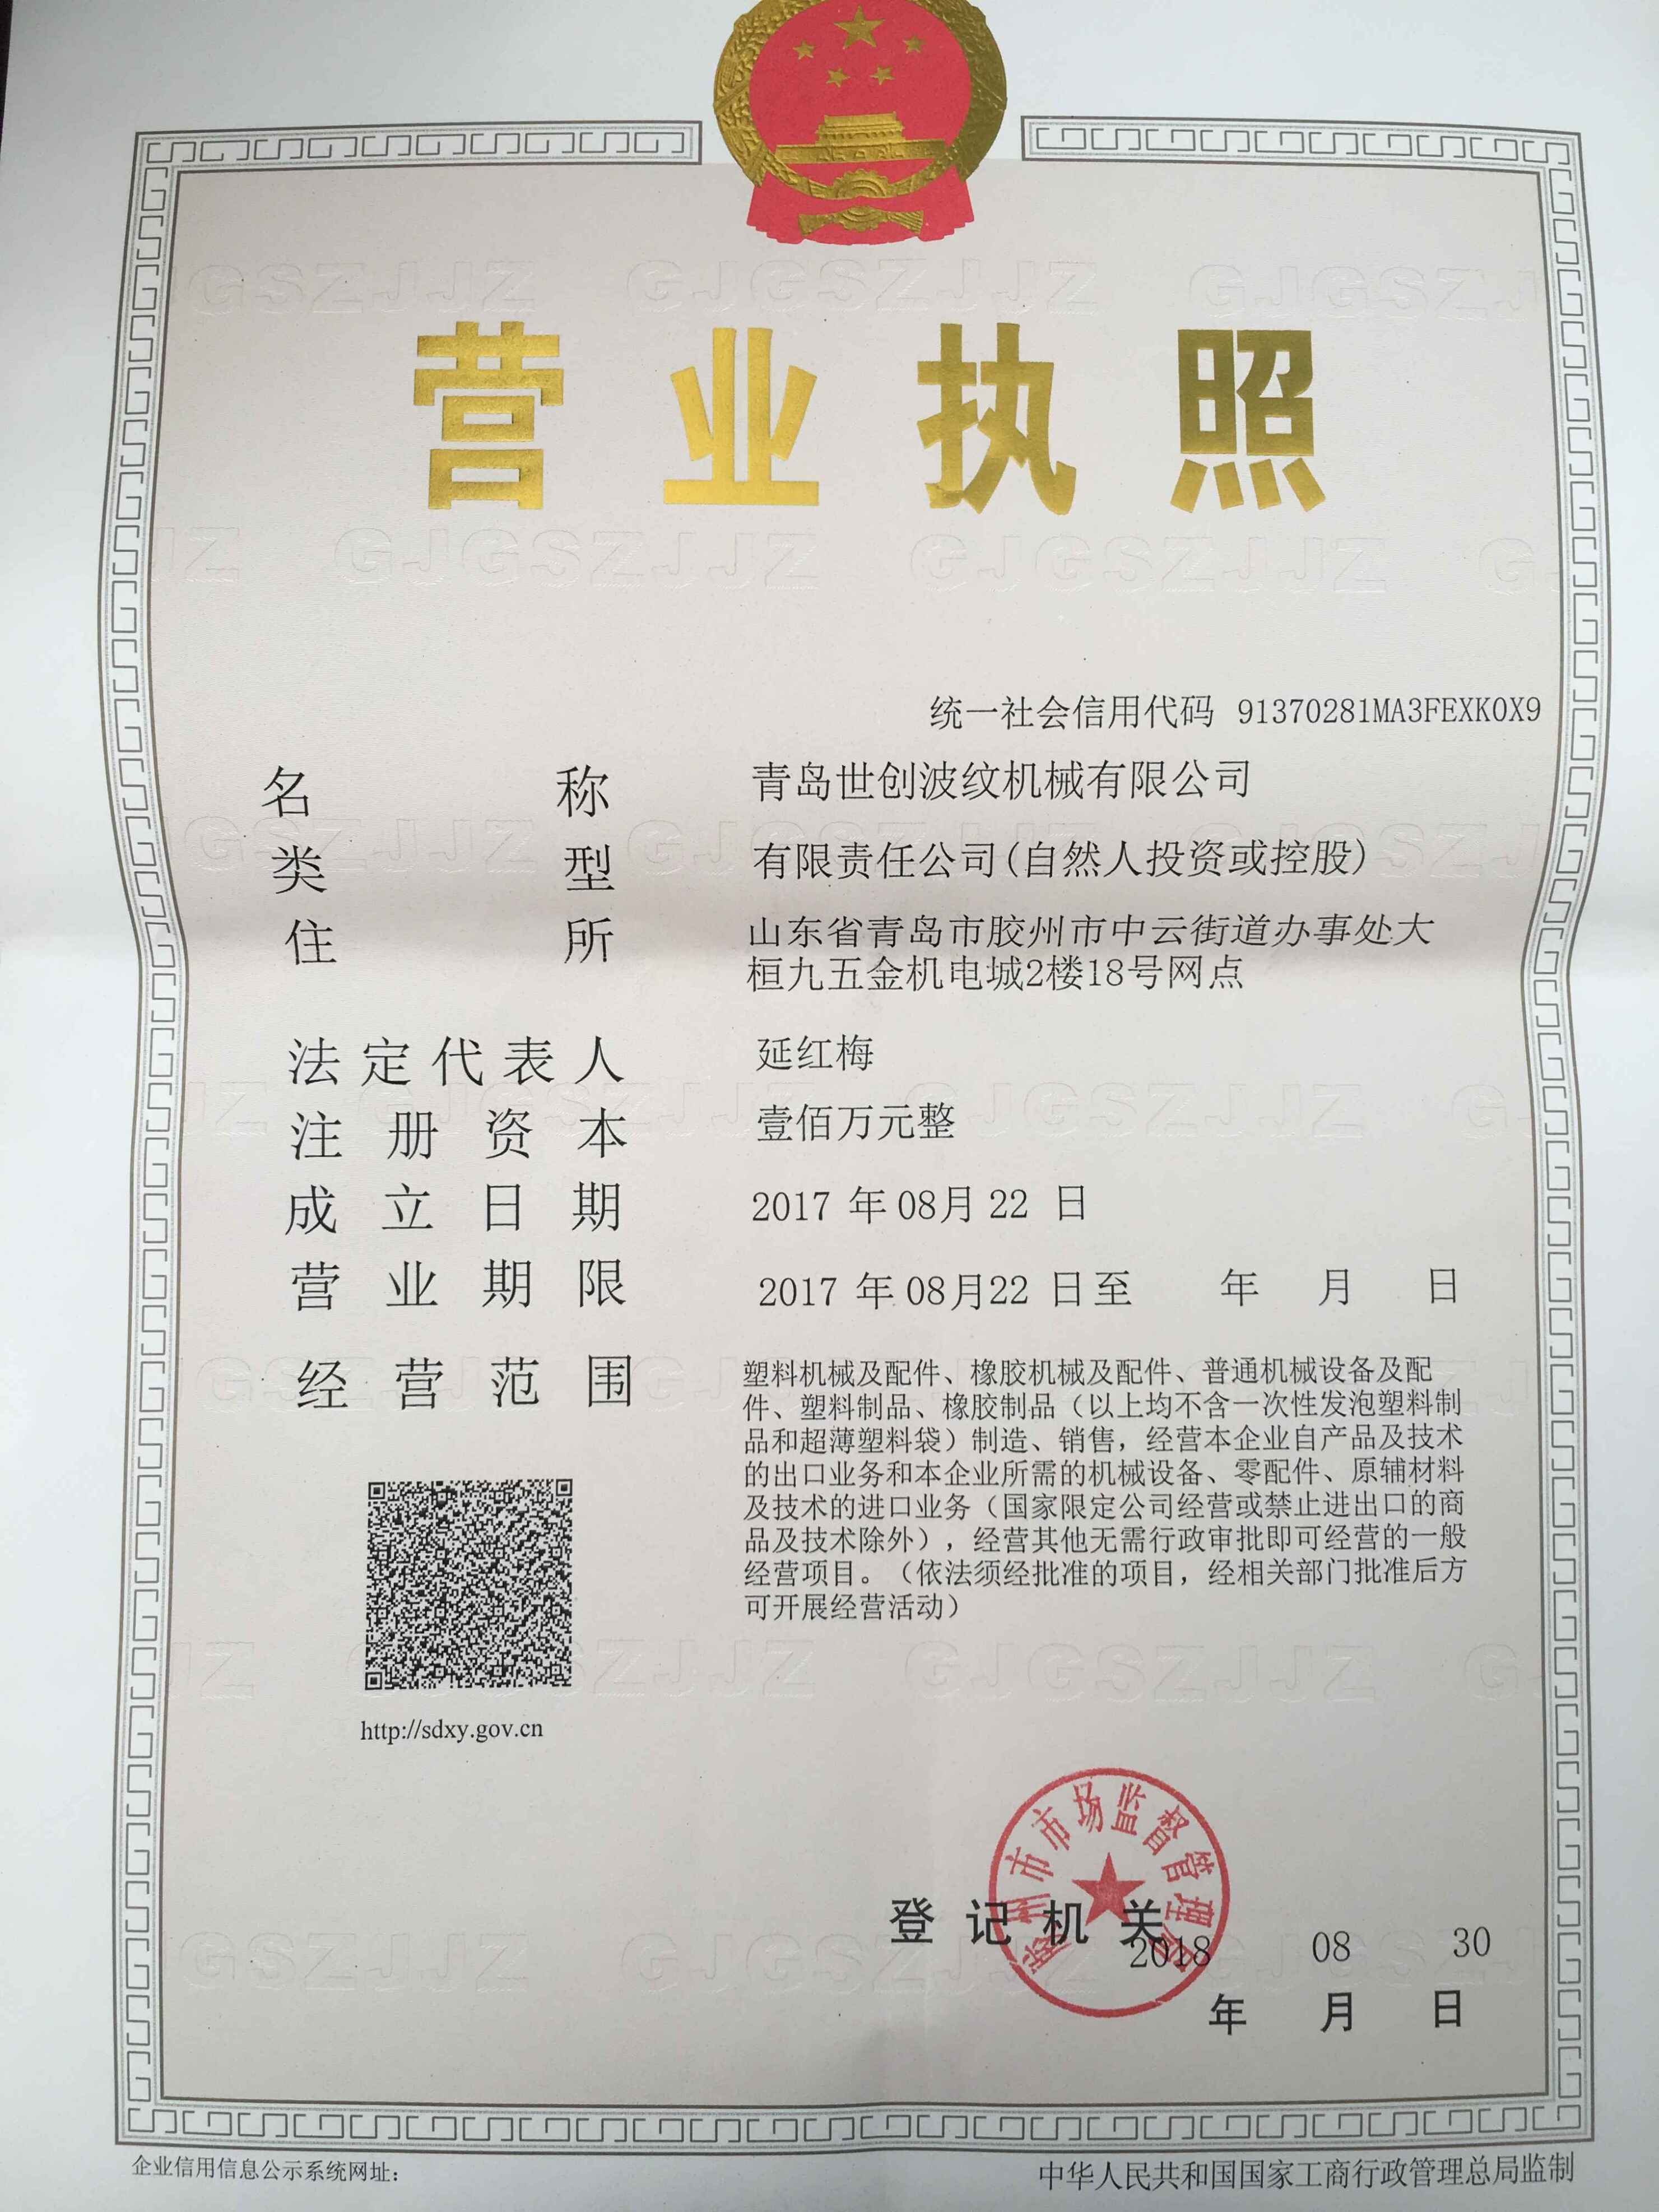 营业执照
统一社会信用代码 91370281MA3FEXK0X9
名称 青岛世创波纹机械有限公司
类型 有限责任公司(自然人投资或控股)
住所 山东省青岛市胶州市中云街道办事处大
桓九五金机电城2楼18号网点
法定代表人 延红梅
注册资本 壹佰万元整
成立日期 2017 年 08月 22 日
营业期限 2017 年 08月22 日至 年 月 日
经营范围 塑料机械及配件、橡胶机械及配件、普通机械设备及配
件、塑料制品、橡胶制品（以上均不含一次性发泡塑料制
品和超薄塑料袋）制造、销售，经营本企业自产品及技术
的出口业务和本企业所需的机械设备、零配件、原辅材料
及技术的进口业务（国家限定公司经营或禁止进出口的商
品及技术除外），经营其他无需行政审批即可经营的一般
经营项目。（依法须经批准的项目，经相关部门批准后方
可开展经营活动）
http://sdxy.gov.cn
胶州市市场监督管理局
登记机关
2018 08 30
年 月 日
企业信用信息公示系统网址：
中华人民共和国国家工商行政管理总局监制
GJGSZJJZ